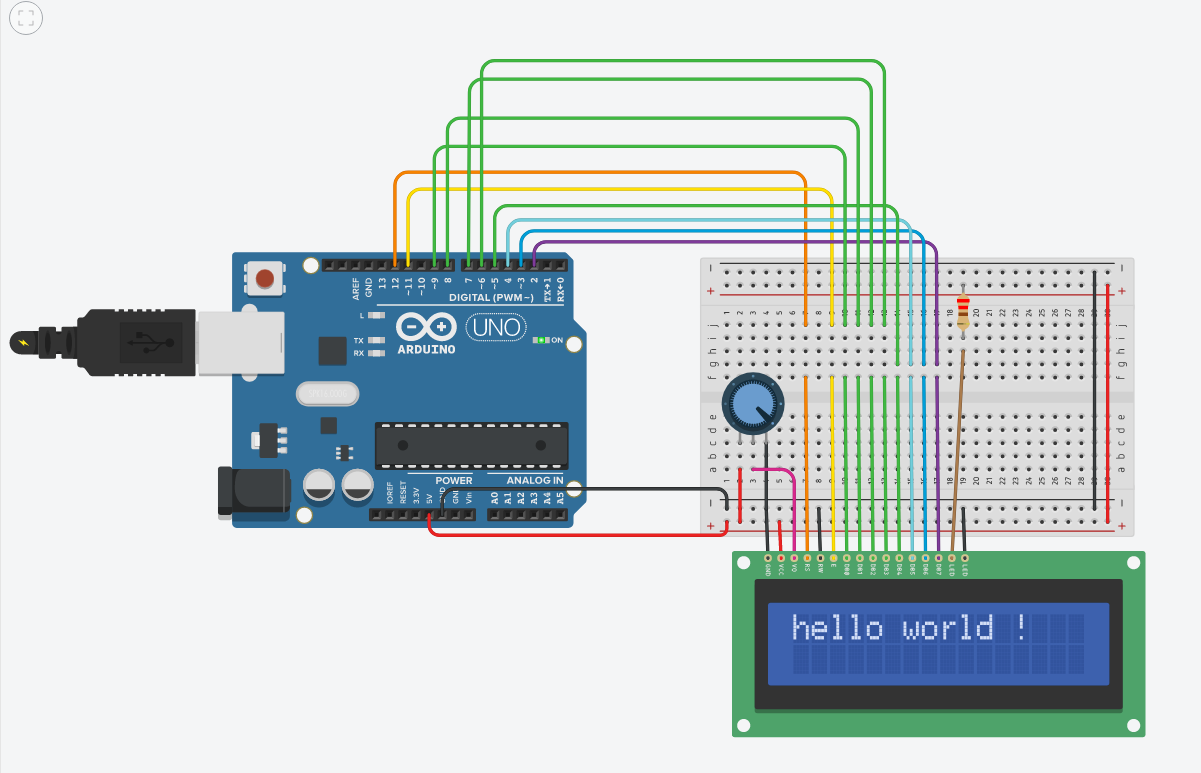 AREF
GND
13
12
~11
~10
~9
8
7
~6
~5
4
~3
2
TX→1
RX←0
DIGITAL (PWM~)
L
TX
RX
UNO
ARDUINO
ON
POWER
ANALOG IN
IOREF
RESET
3.3V
5V
GND
Vin
A0
A1
A2
A3
A4
A5
j
i
h
g
f
e
d
c
b
a
GND
VCC
VO
RS
RW
E
DB0
DB1
DB2
DB3
DB4
DB5
DB6
DB7
LED
LED
hello world !